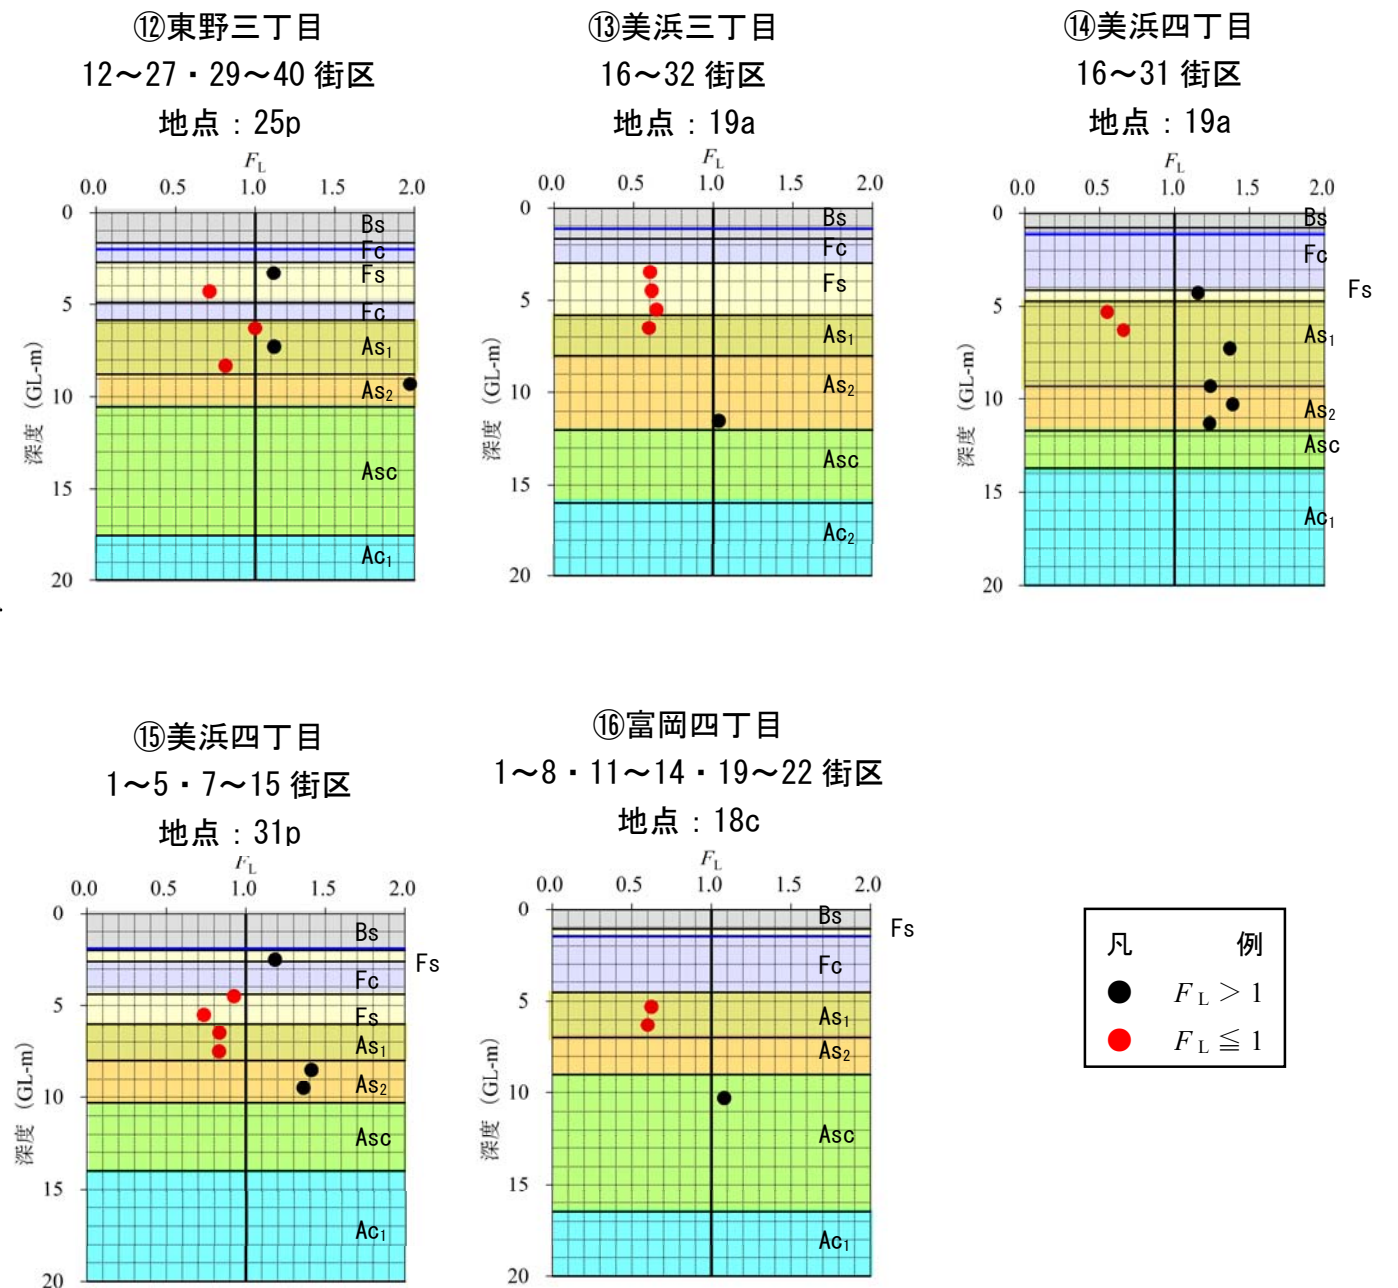 ⑫東野三丁目
12～27・29～40 街区
地点：25p
F_L
0.0 0.5 1.0 1.5 2.0
0
5
10
15
20
深度 (GL-m)
Bs
Fc
Fs
Fc
As₁
As₂
Asc
Ac₁
⑬美浜三丁目
16～32 街区
地点：19a
F_L
0.0 0.5 1.0 1.5 2.0
0
5
10
15
20
深度 (GL-m)
Bs
Fc
Fs
As₁
As₂
Asc
Ac₂
⑭美浜四丁目
16～31 街区
地点：19a
F_L
0.0 0.5 1.0 1.5 2.0
0
5
10
15
20
深度 (GL-m)
Bs
Fc
Fs
As₁
As₂
Asc
Ac₁
⑮美浜四丁目
1～5・7～15 街区
地点：31p
F_L
0.0 0.5 1.0 1.5 2.0
0
5
10
15
20
深度 (GL-m)
Bs
Fs
Fc
Fs
As₁
As₂
Asc
Ac₁
⑯富岡四丁目
1～8・11～14・19～22 街区
地点：18c
F_L
0.0 0.5 1.0 1.5 2.0
0
5
10
15
20
深度 (GL-m)
Bs
Fs
Fc
As₁
As₂
Asc
Ac₁
凡 例
F_L > 1
F_L ≦ 1